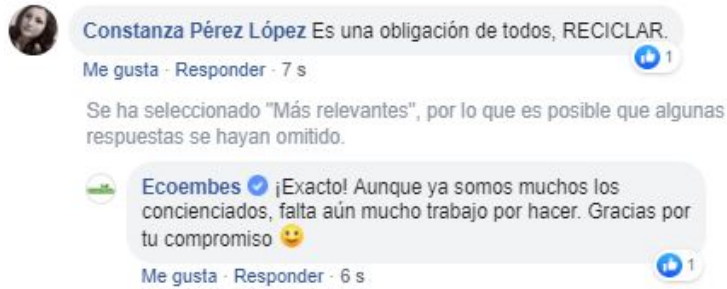 Constanza Pérez López Es una obligación de todos, RECICLAR.
1
Me gusta · Responder · 7 s
Se ha seleccionado "Más relevantes", por lo que es posible que algunas
respuestas se hayan omitido.
Ecoembes ¡Exacto! Aunque ya somos muchos los
concienciados, falta aún mucho trabajo por hacer. Gracias por
tu compromiso 😀
1
Me gusta · Responder · 6 s